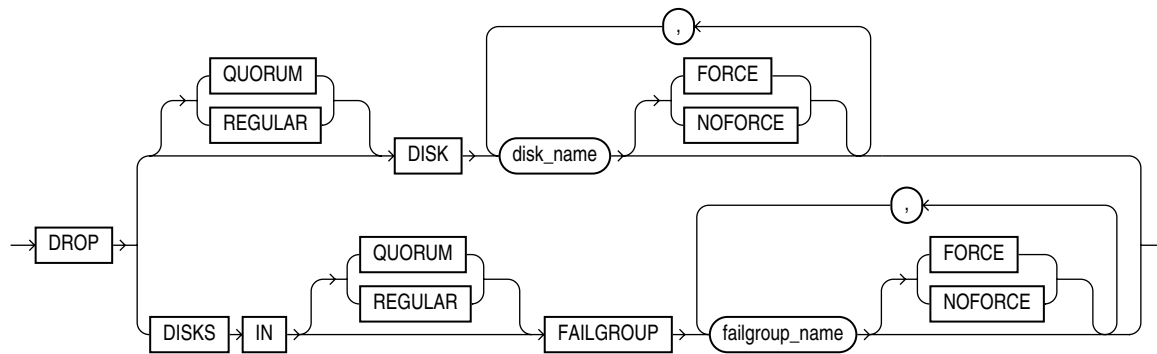 ,
QUORUM FORCE
REGULAR NOFORCE
DISK disk_name
,
DROP
QUORUM FORCE
REGULAR NOFORCE
DISKS IN FAILGROUP failgroup_name